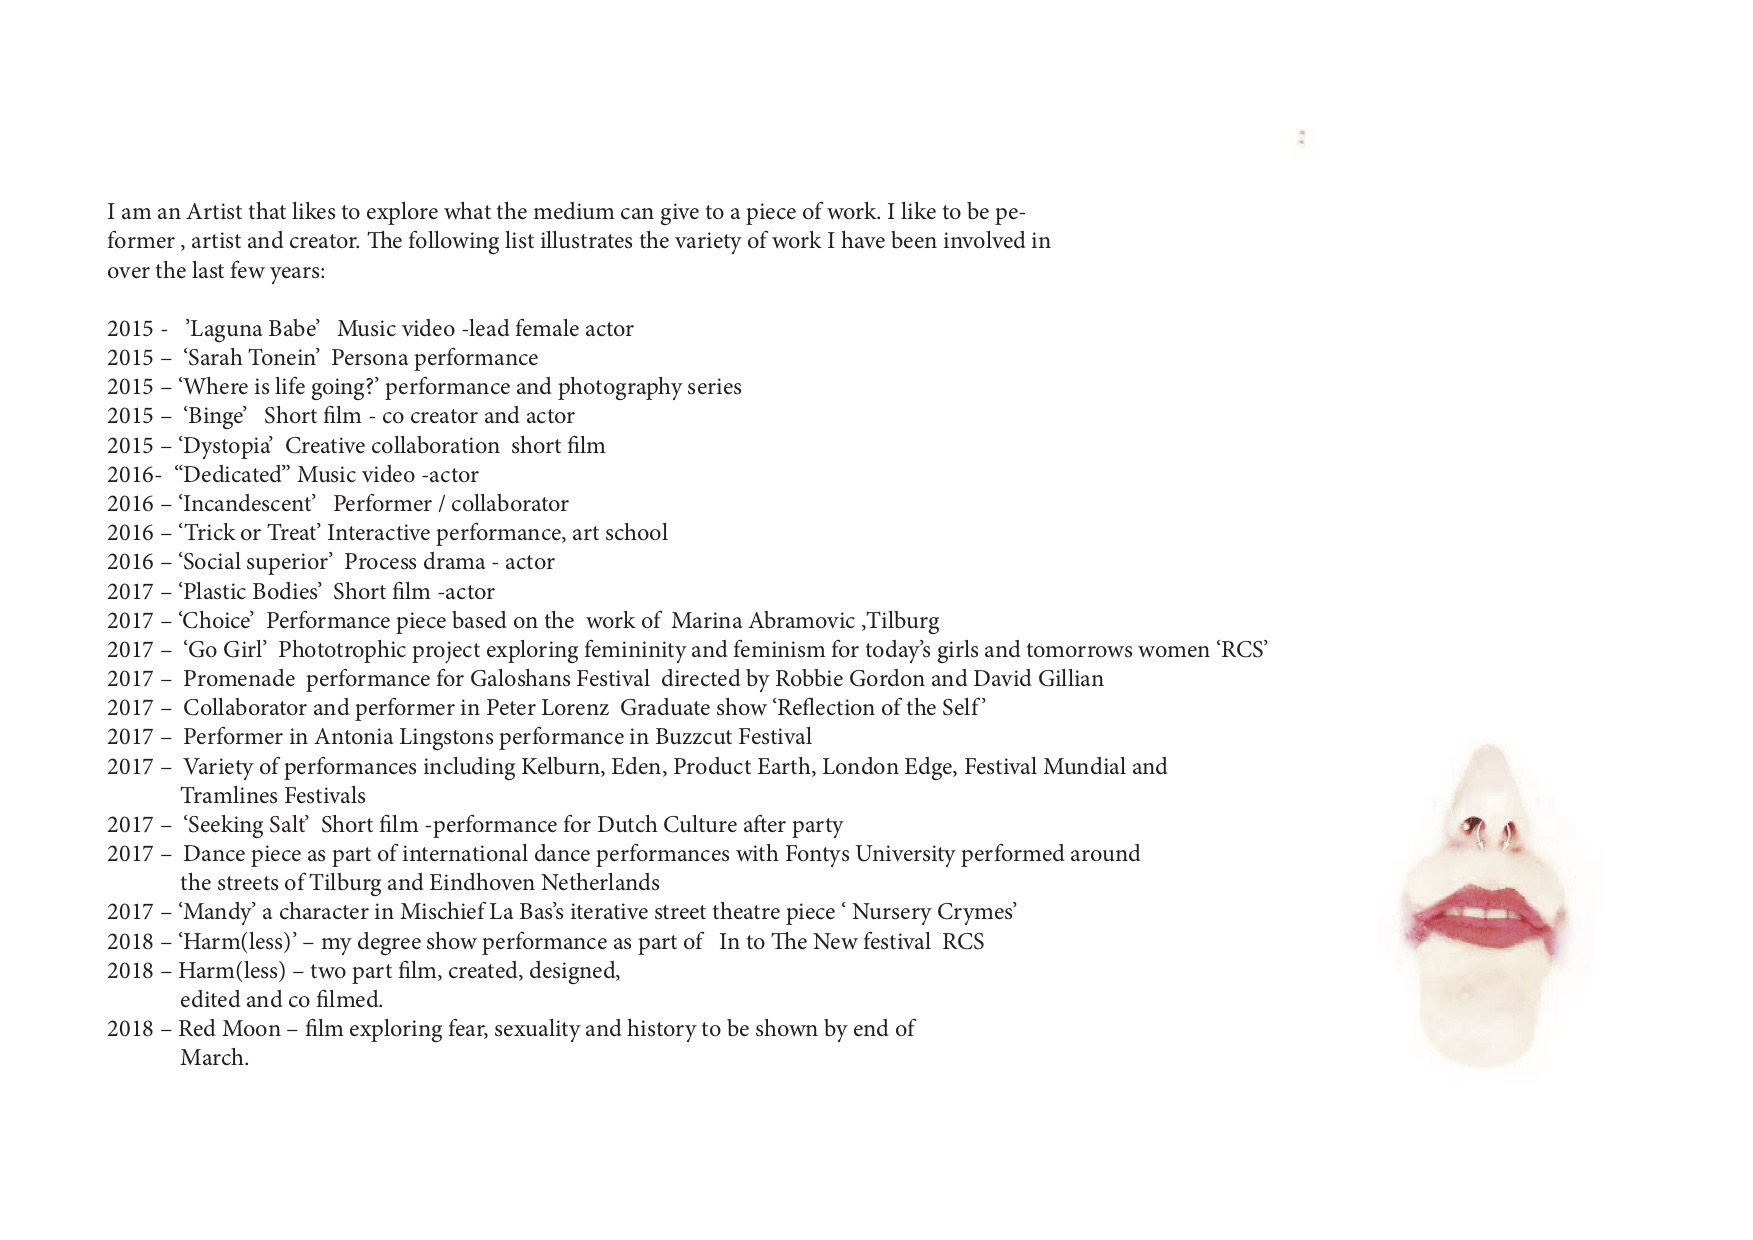 I am an Artist that likes to explore what the medium can give to a piece of work. I like to be pe-
former , artist and creator. The following list illustrates the variety of work I have been involved in
over the last few years:
2015 -   ’Laguna Babe’   Music video -lead female actor
2015 –  ‘Sarah Tonein’  Persona performance
2015 – ‘Where is life going?’ performance and photography series
2015 –  ‘Binge’   Short film - co creator and actor
2015 – ‘Dystopia’  Creative collaboration  short film
2016-  “Dedicated” Music video -actor
2016 – ‘Incandescent’   Performer / collaborator
2016 – ‘Trick or Treat’ Interactive performance, art school
2016 – ‘Social superior’  Process drama - actor
2017 – ‘Plastic Bodies’  Short film -actor
2017 – ‘Choice’  Performance piece based on the  work of  Marina Abramovic ,Tilburg
2017 –  ‘Go Girl’  Phototrophic project exploring femininity and feminism for today’s girls and tomorrows women ‘RCS’
2017 –  Promenade  performance for Galoshans Festival  directed by Robbie Gordon and David Gillian
2017 –  Collaborator and performer in Peter Lorenz  Graduate show ‘Reflection of the Self’
2017 –  Performer in Antonia Lingstons performance in Buzzcut Festival
2017 –  Variety of performances including Kelburn, Eden, Product Earth, London Edge, Festival Mundial and
Tramlines Festivals
2017 –  ‘Seeking Salt’  Short film -performance for Dutch Culture after party
2017 –  Dance piece as part of international dance performances with Fontys University performed around
the streets of Tilburg and Eindhoven Netherlands
2017 – ‘Mandy’ a character in Mischief La Bas’s iterative street theatre piece ‘ Nursery Crymes’
2018 – ‘Harm(less)’ – my degree show performance as part of   In to The New festival  RCS
2018 – Harm(less) – two part film, created, designed,
edited and co filmed.
2018 – Red Moon – film exploring fear, sexuality and history to be shown by end of
March.